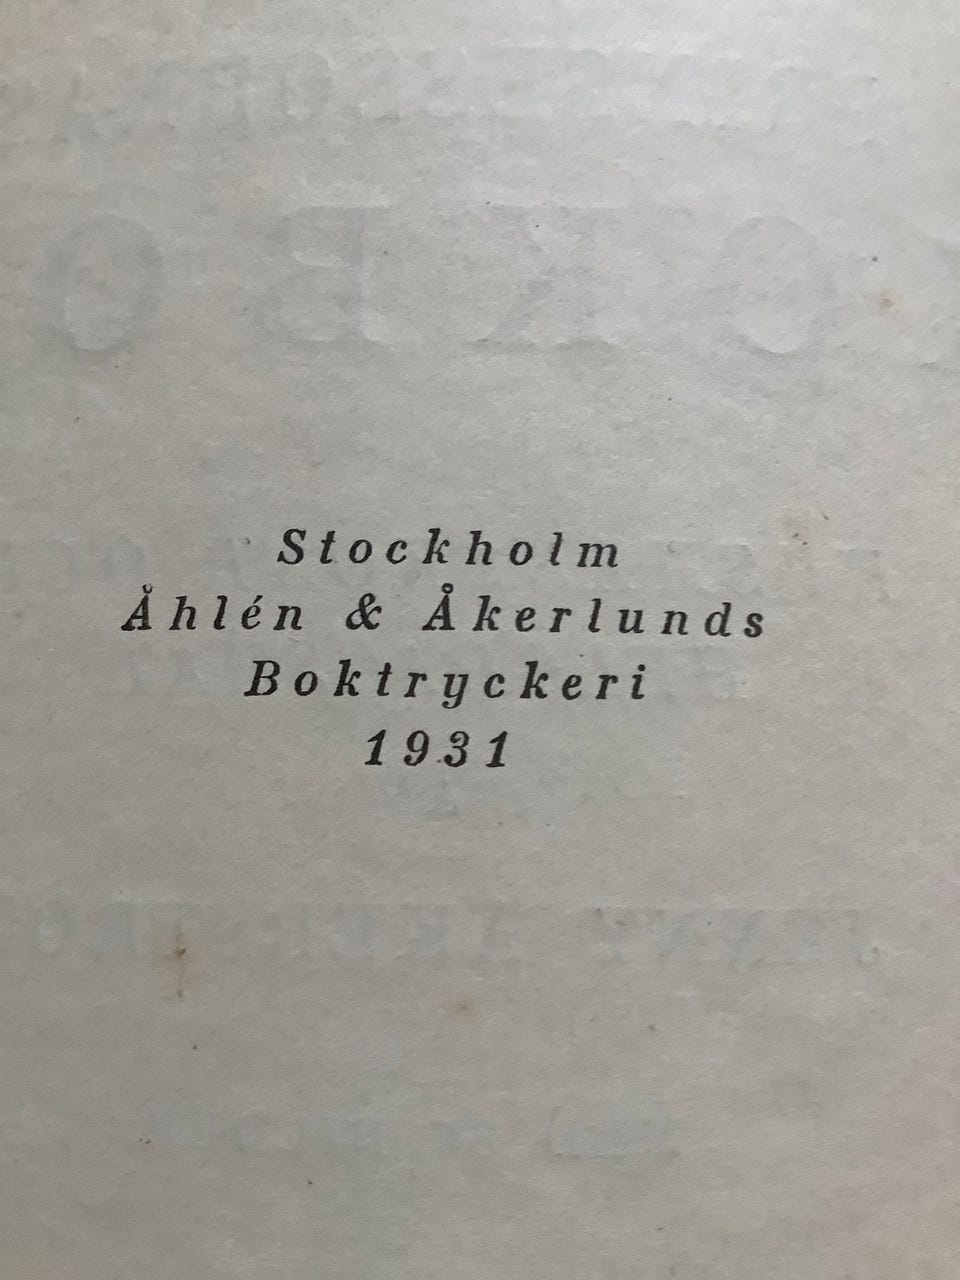 Stockholm
Åhlén & Åkerlunds
Boktryckeri
1931